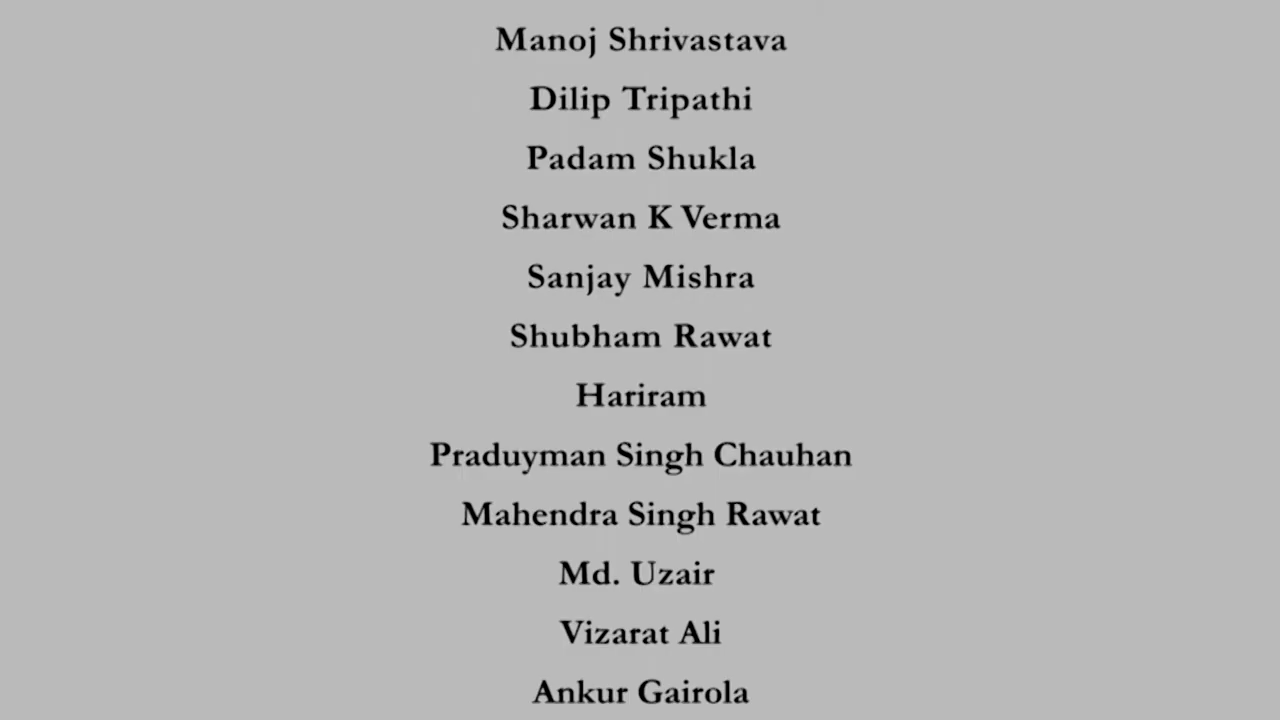 Manoj Shrivastava
Dilip Tripathi
Padam Shukla
Sharwan K Verma
Sanjay Mishra
Shubham Rawat
Hariram
Praduyman Singh Chauhan
Mahendra Singh Rawat
Md. Uzair
Vizarat Ali
Ankur Gairola